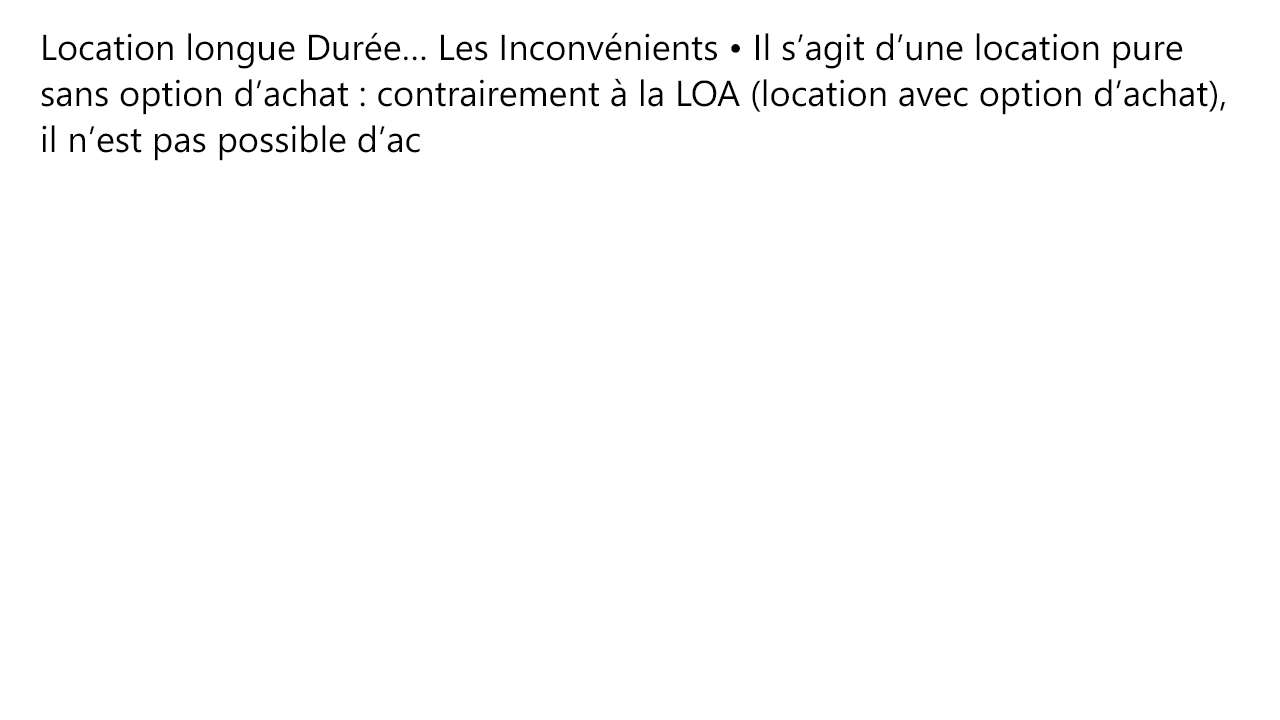 Location longue Durée… Les Inconvénients • Il s’agit d’une location pure
sans option d’achat : contrairement à la LOA (location avec option d’achat),
il n’est pas possible d’ac